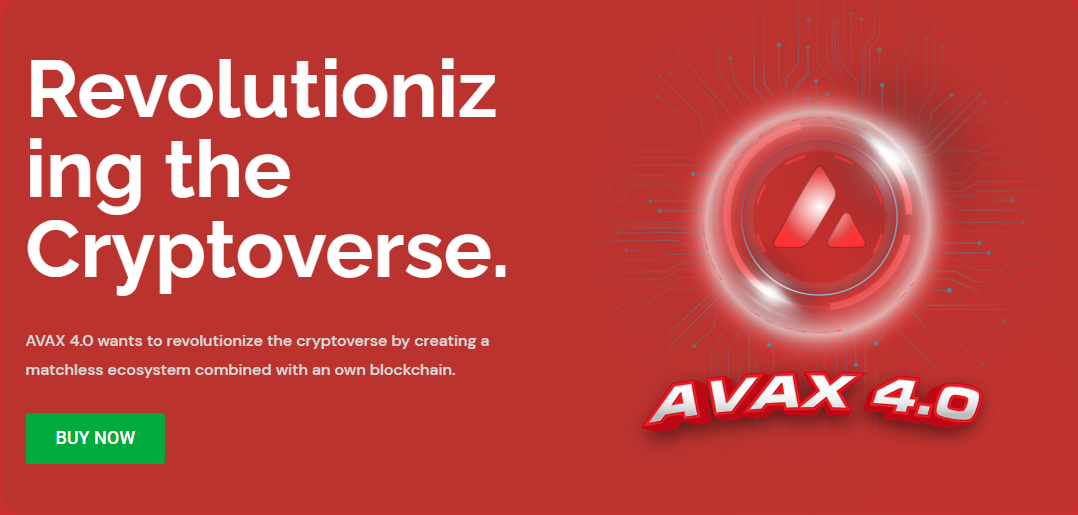 Revolutioniz
ing the
Cryptoverse.
AVAX 4.0 wants to revolutionize the cryptoverse by creating a
matchless ecosystem combined with an own blockchain.
BUY NOW
AVAX 4.0